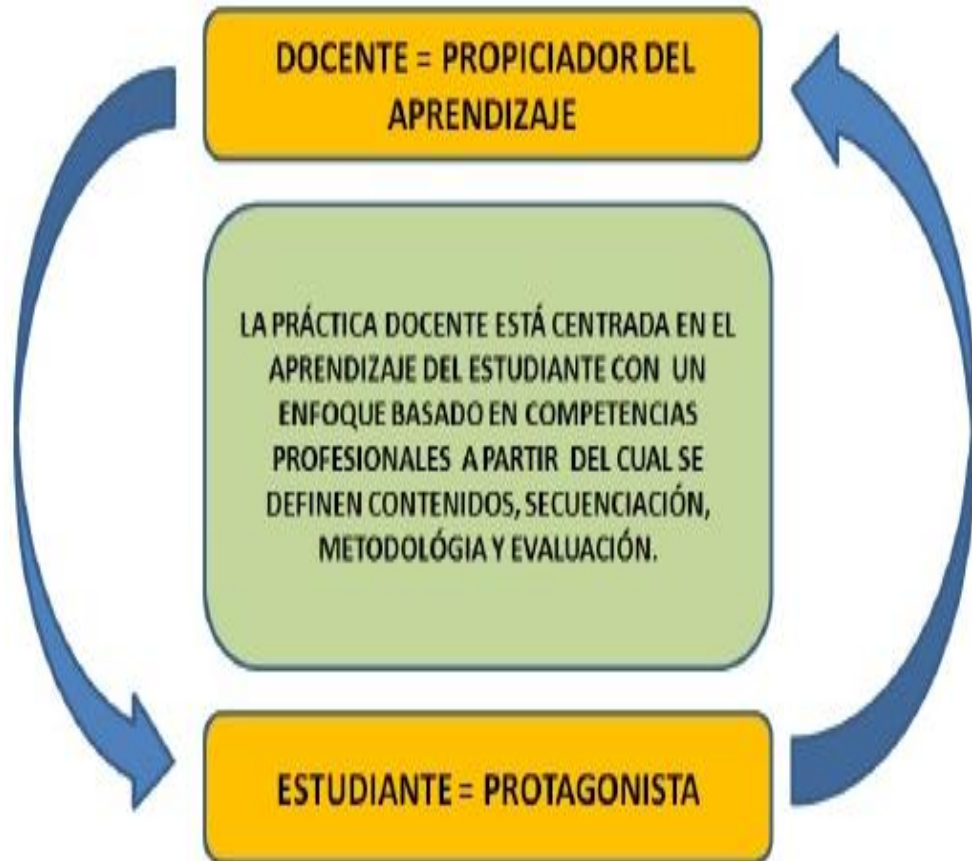 DOCENTE = PROPICIADOR DEL
APRENDIZAJE
LA PRÁCTICA DOCENTE ESTÁ CENTRADA EN EL
APRENDIZAJE DEL ESTUDIANTE CON UN
ENFOQUE BASADO EN COMPETENCIAS
PROFESIONALES A PARTIR DEL CUAL SE
DEFINEN CONTENIDOS, SECUENCIACIÓN,
METODOLÓGIA Y EVALUACIÓN.
ESTUDIANTE = PROTAGONISTA